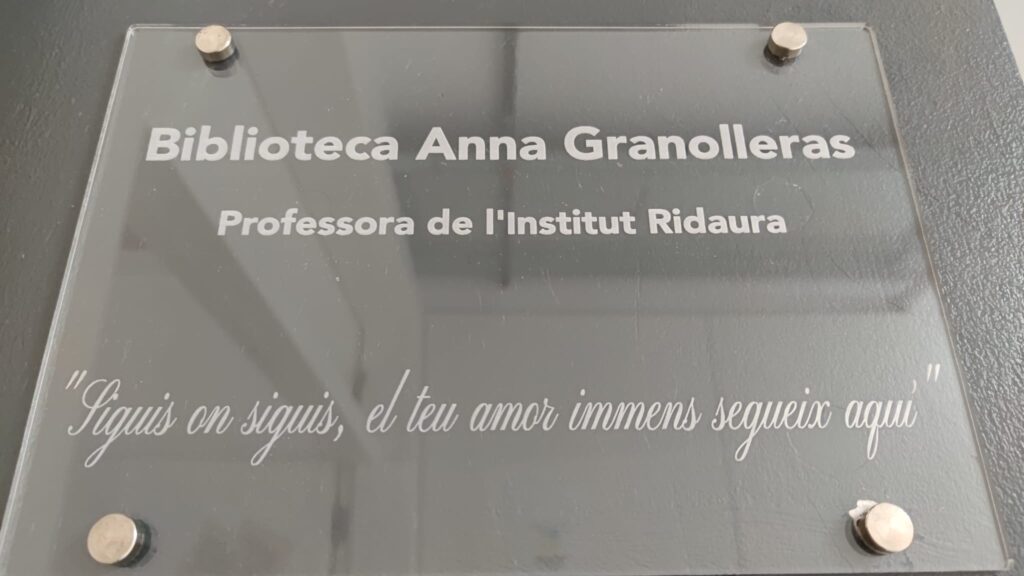 Biblioteca Anna Granolleras
Professora de l'Institut Ridaura
"Siguis on siguis, el teu amor immens segueix aquí"